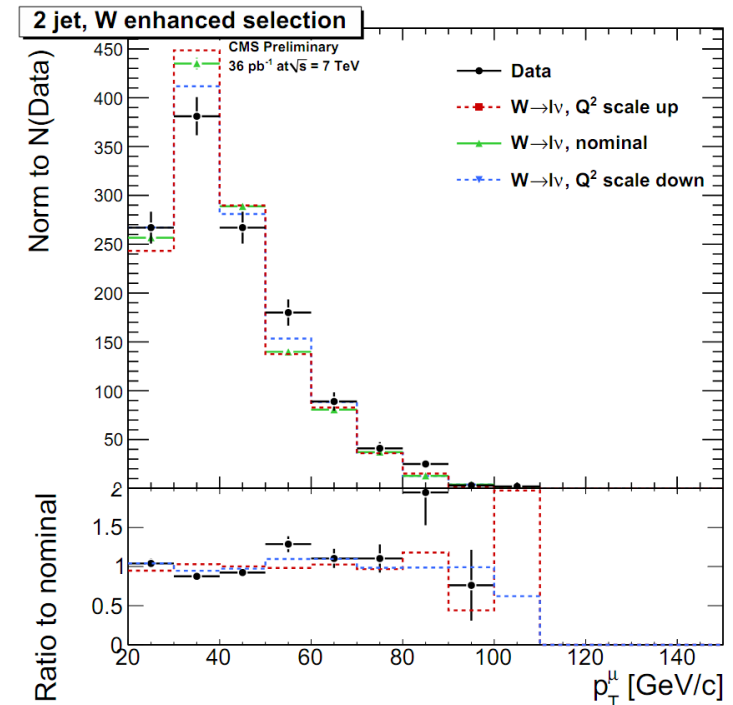 2 jet, W enhanced selection
CMS Preliminary
36 pb⁻¹ at√s = 7 TeV
Data
W→lν, Q² scale up
W→lν, nominal
W→lν, Q² scale down
Norm to N(Data)
450
400
350
300
250
200
150
100
50
0
Ratio to nominal
2
1.5
1
0.5
0
20 40 60 80 100 120 140
p_T^μ [GeV/c]